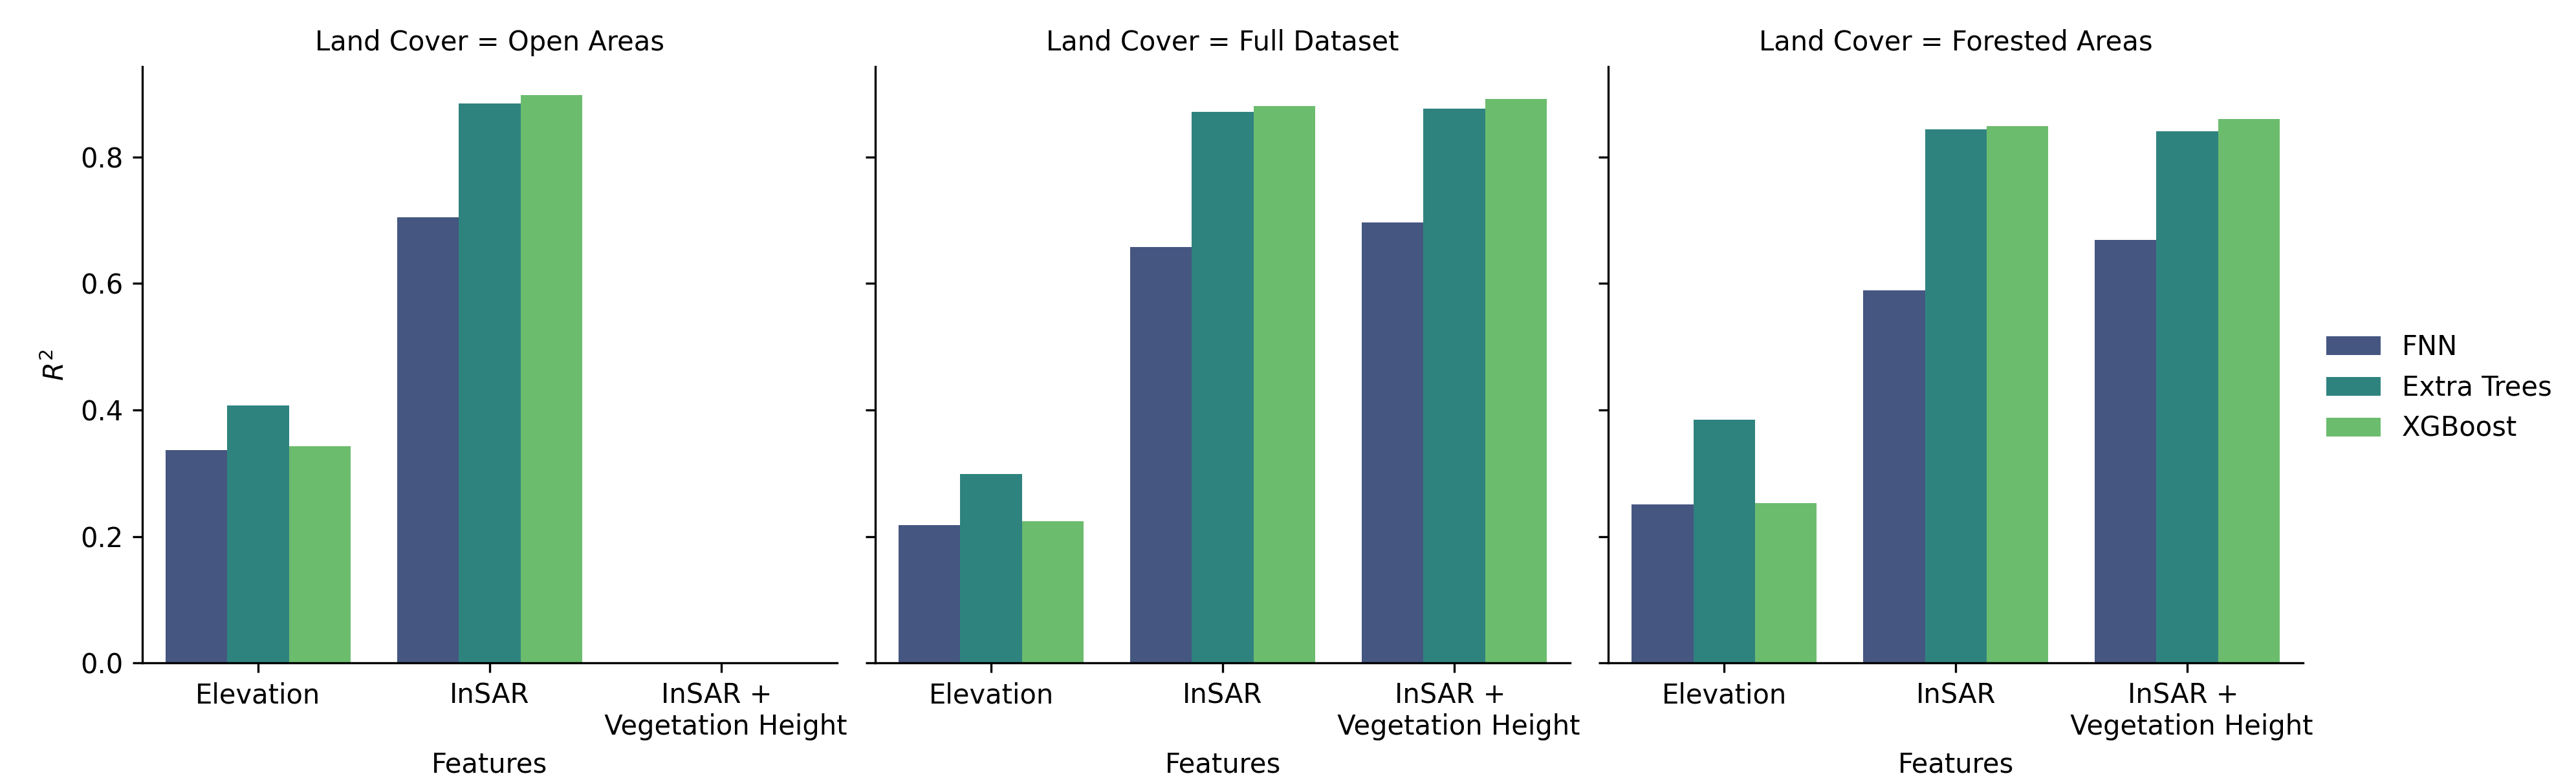 Land Cover = Open Areas
Land Cover = Full Dataset
Land Cover = Forested Areas
R²
0.8
0.6
0.4
0.2
0.0
Elevation
InSAR
InSAR +
Vegetation Height
Features
Elevation
InSAR
InSAR +
Vegetation Height
Features
Elevation
InSAR
InSAR +
Vegetation Height
Features
FNN
Extra Trees
XGBoost